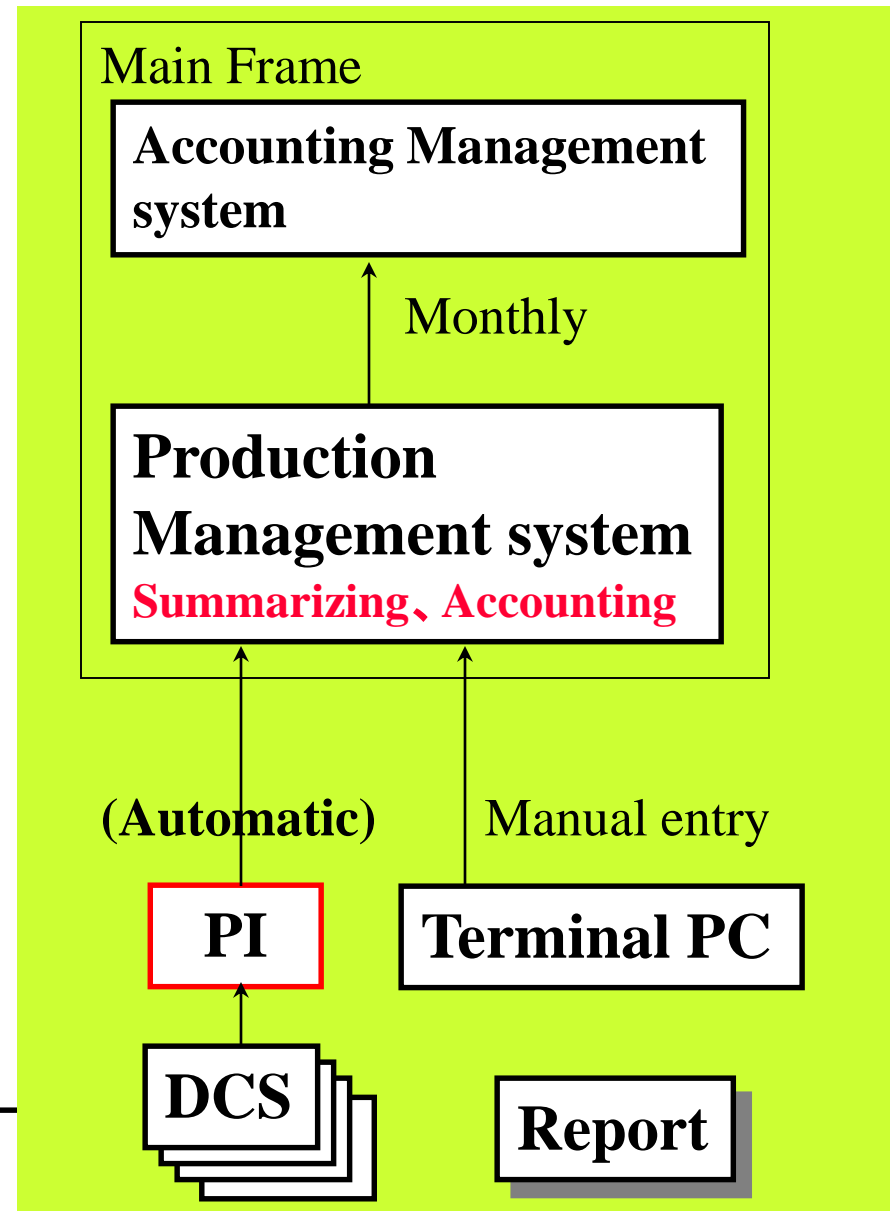 Main Frame
Accounting Management
system
Monthly
Production
Management system
Summarizing、Accounting
(Automatic)
Manual entry
PI
Terminal PC
DCS
Report